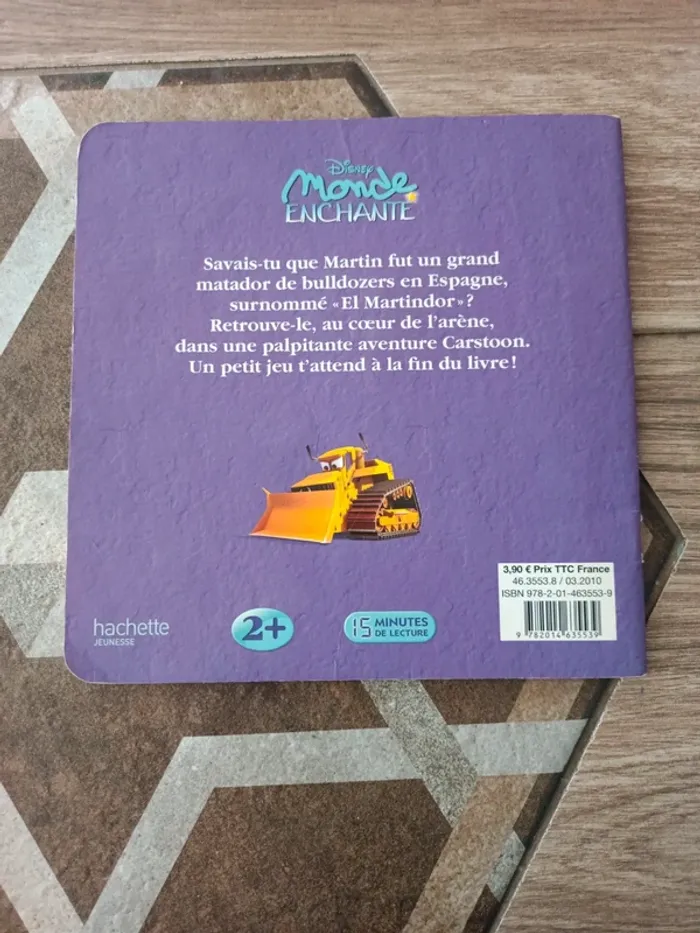 Disney
Monde
ENCHANTÉ
Savais-tu que Martin fut un grand
matador de bulldozers en Espagne,
surnommé « El Martindor » ?
Retrouve-le, au cœur de l'arène,
dans une palpitante aventure Carstoon.
Un petit jeu t'attend à la fin du livre !
3,90 € Prix TTC France
46.3553.8 / 03.2010
ISBN 978-2-01-463553-9
9 782014 635539
hachette
JEUNESSE
2+
15 MINUTES
DE LECTURE